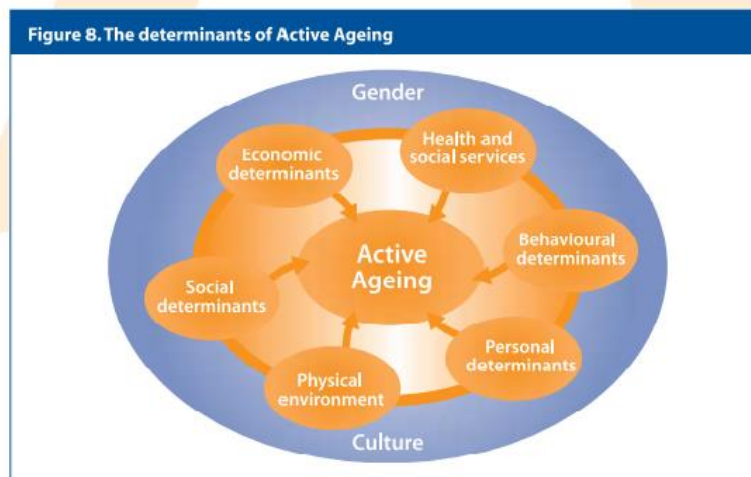 Figure 8. The determinants of Active Ageing
Gender
Economic
determinants
Health and
social services
Behavioural
determinants
Active
Ageing
Social
determinants
Personal
determinants
Physical
environment
Culture